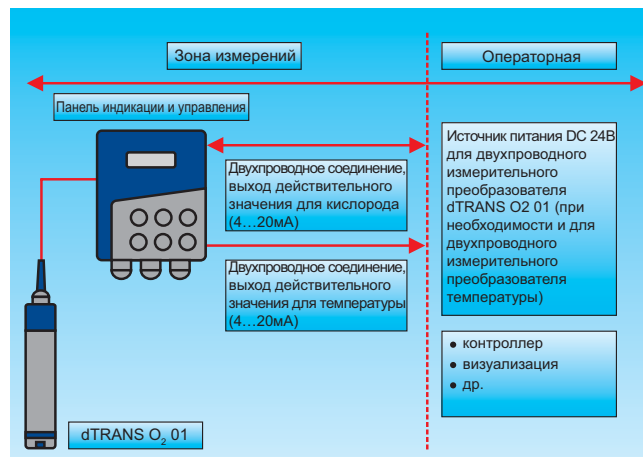 Зона измерений
Операторная
Панель индикации и управления
Двухпроводное соединение,
выход действительного
значения для кислорода
(4...20мА)
Двухпроводное соединение,
выход действительного
значения для температуры
(4...20мА)
Источник питания DC 24В
для двухпроводного
измерительного
преобразователя
dTRANS O2 01 (при
необходимости и для
двухпроводного
измерительного
преобразователя
температуры)
● контроллер
● визуализация
● др.
dTRANS O₂ 01